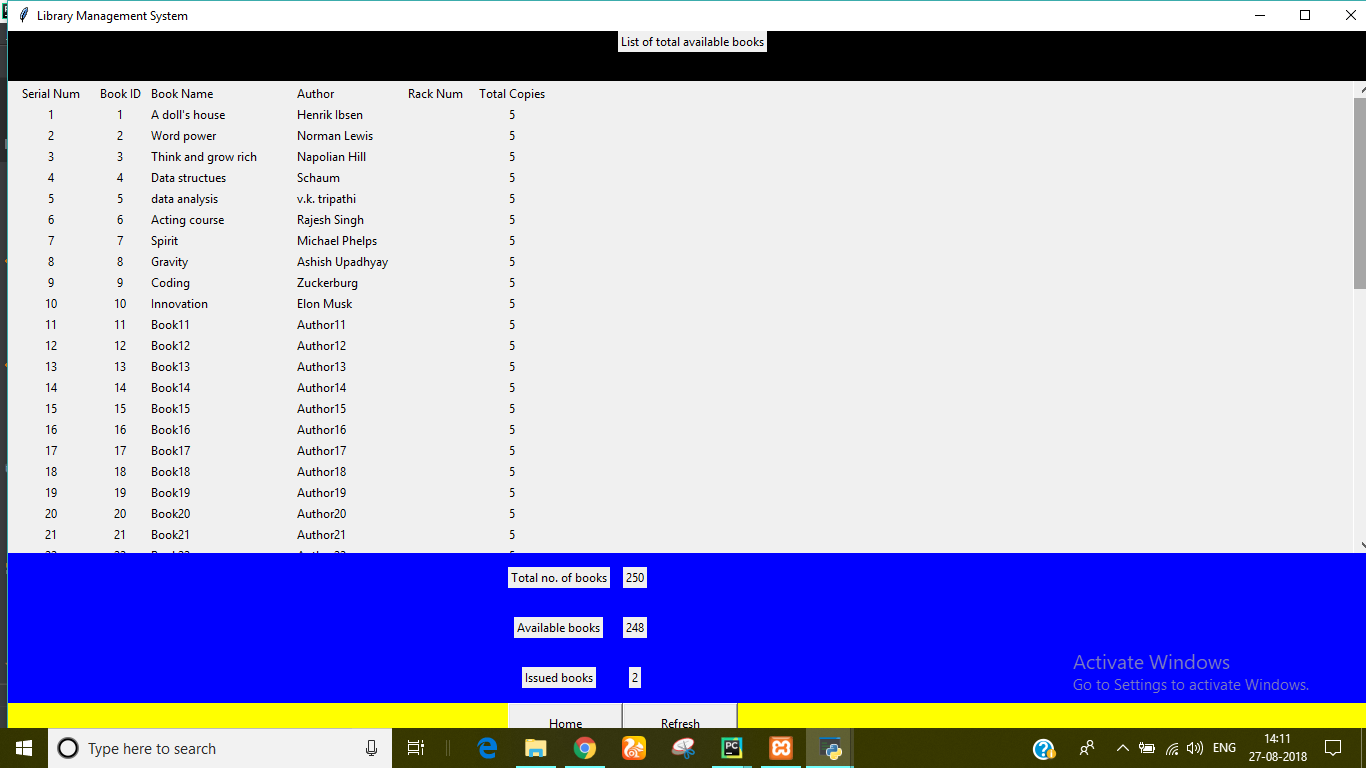 Library Management System
List of total available books
Serial Num Book ID Book Name Author Rack Num Total Copies
1 1 A doll's house Henrik Ibsen 5
2 2 Word power Norman Lewis 5
3 3 Think and grow rich Napolian Hill 5
4 4 Data structues Schaum 5
5 5 data analysis v.k. tripathi 5
6 6 Acting course Rajesh Singh 5
7 7 Spirit Michael Phelps 5
8 8 Gravity Ashish Upadhyay 5
9 9 Coding Zuckerburg 5
10 10 Innovation Elon Musk 5
11 11 Book11 Author11 5
12 12 Book12 Author12 5
13 13 Book13 Author13 5
14 14 Book14 Author14 5
15 15 Book15 Author15 5
16 16 Book16 Author16 5
17 17 Book17 Author17 5
18 18 Book18 Author18 5
19 19 Book19 Author19 5
20 20 Book20 Author20 5
21 21 Book21 Author21 5
Total no. of books 250
Available books 248
Issued books 2
Activate Windows
Go to Settings to activate Windows.
Home Refresh
Type here to search
PC
ENG
14:11
27-08-2018